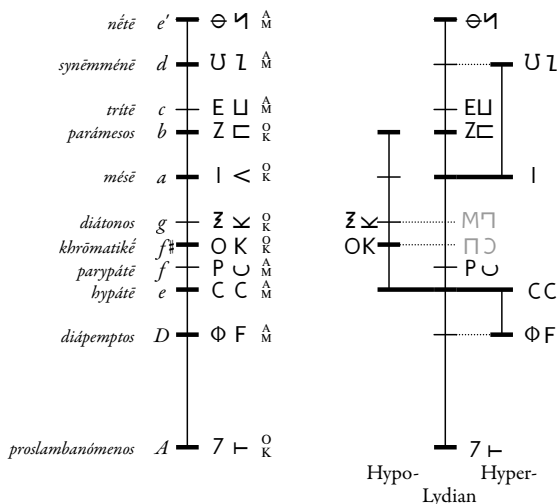 nḗtē e' A M
synēmménē d A M
trítē c E A M
parámesos b Z O K
mésē a I < O K
diátonos g O K
khrōmatikḗ f♯ O K O K
parypátē f P A M
hypátē e C C A M
diápemptos D Φ F A M
proslambanómenos A 7 O K
E
Z
I
O K
P
C C
Φ F
7
Hypo- Hyper-
Lydian